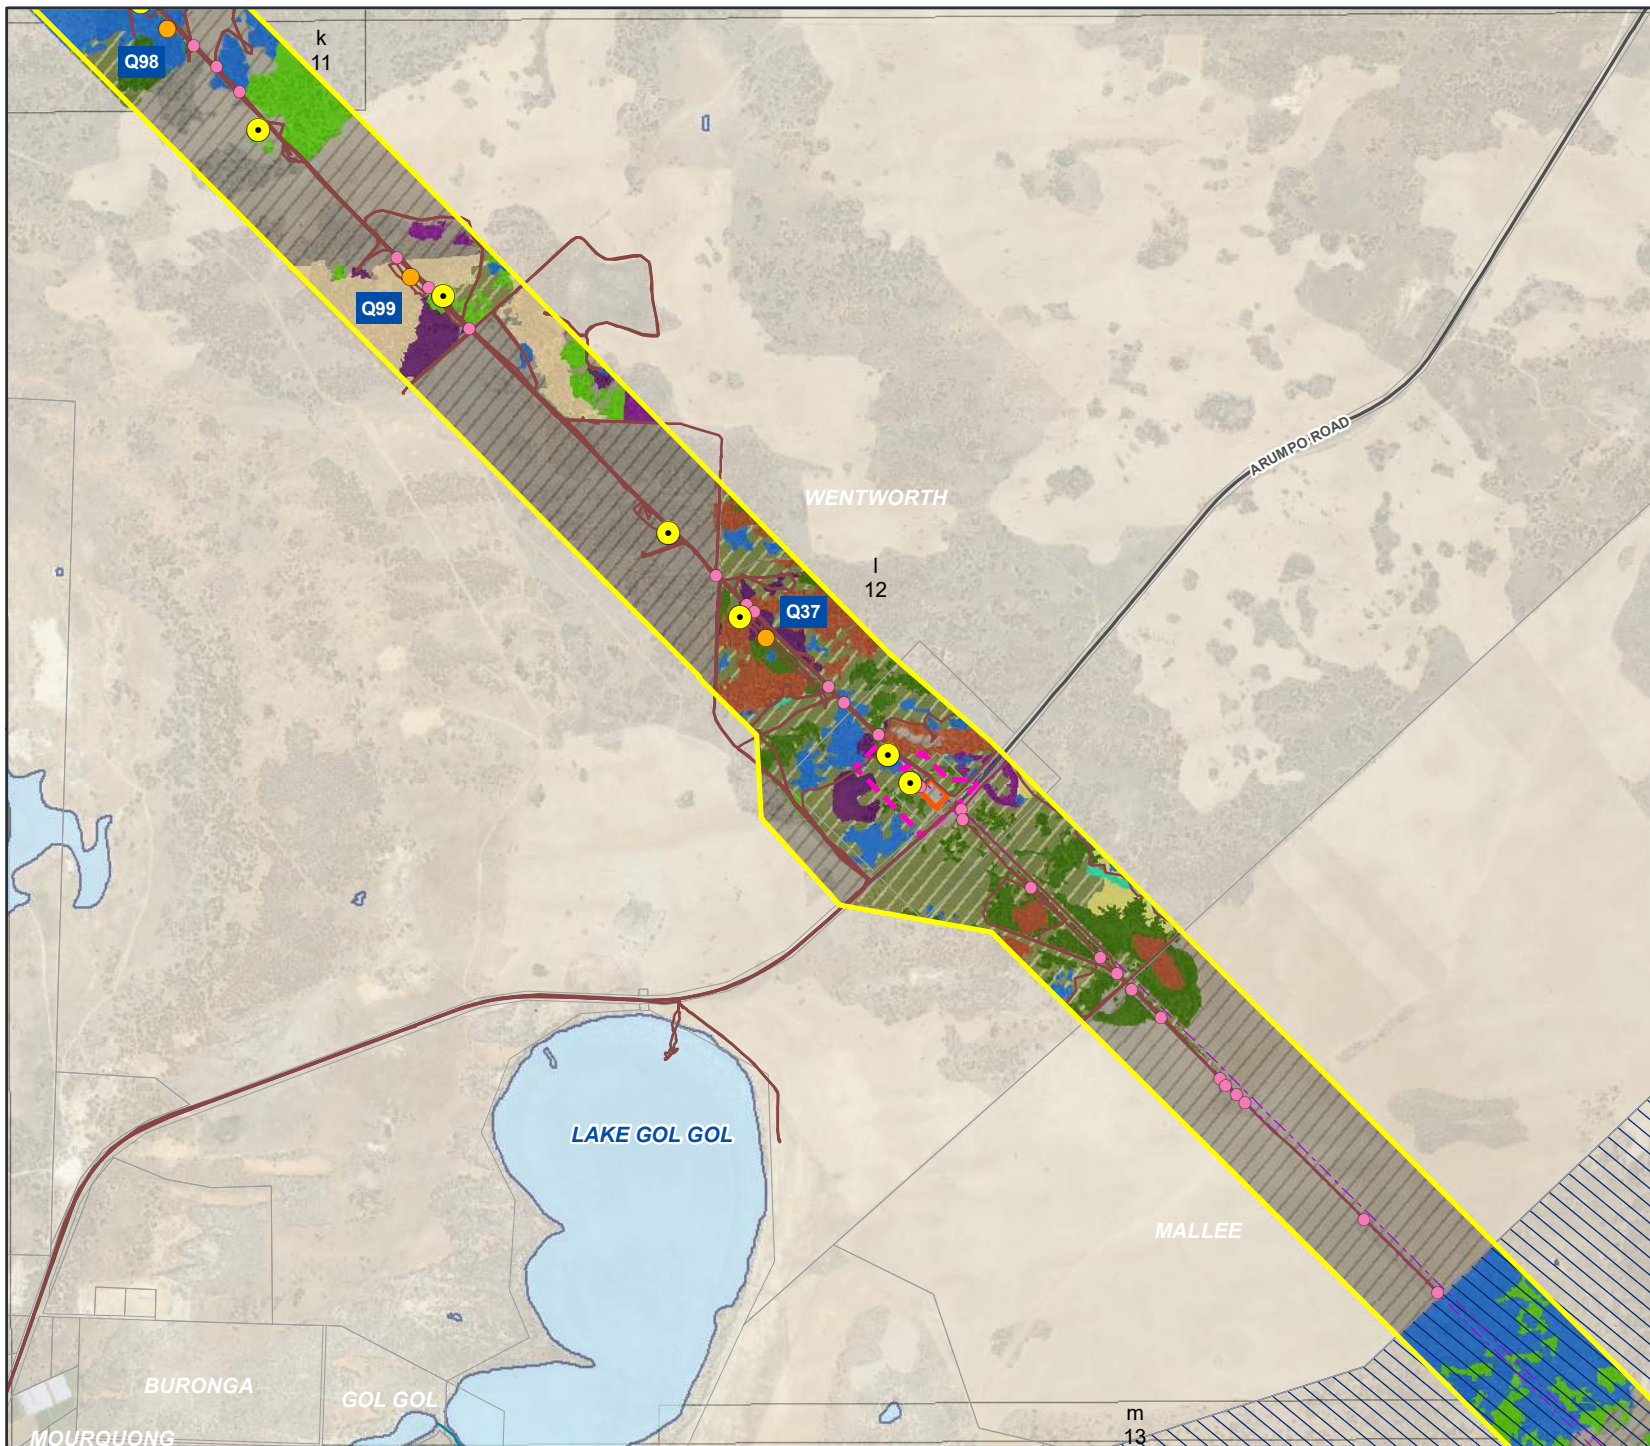 k
11
Q98
Q99
WENTWORTH
ARUMPO ROAD
l
12
Q37
LAKE GOL GOL
MALLEE
BURONGA
GOL GOL
m
13
MOURQUONG